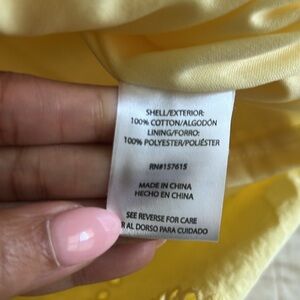 SHELL/EXTERIOR:
100% COTTON/ALGODÓN
LINING/FORRO:
100% POLYESTER/POLIÉSTER
RN#157615
MADE IN CHINA
HECHO EN CHINA
SEE REVERSE FOR CARE
R AL DORSO PARA CUIDADO